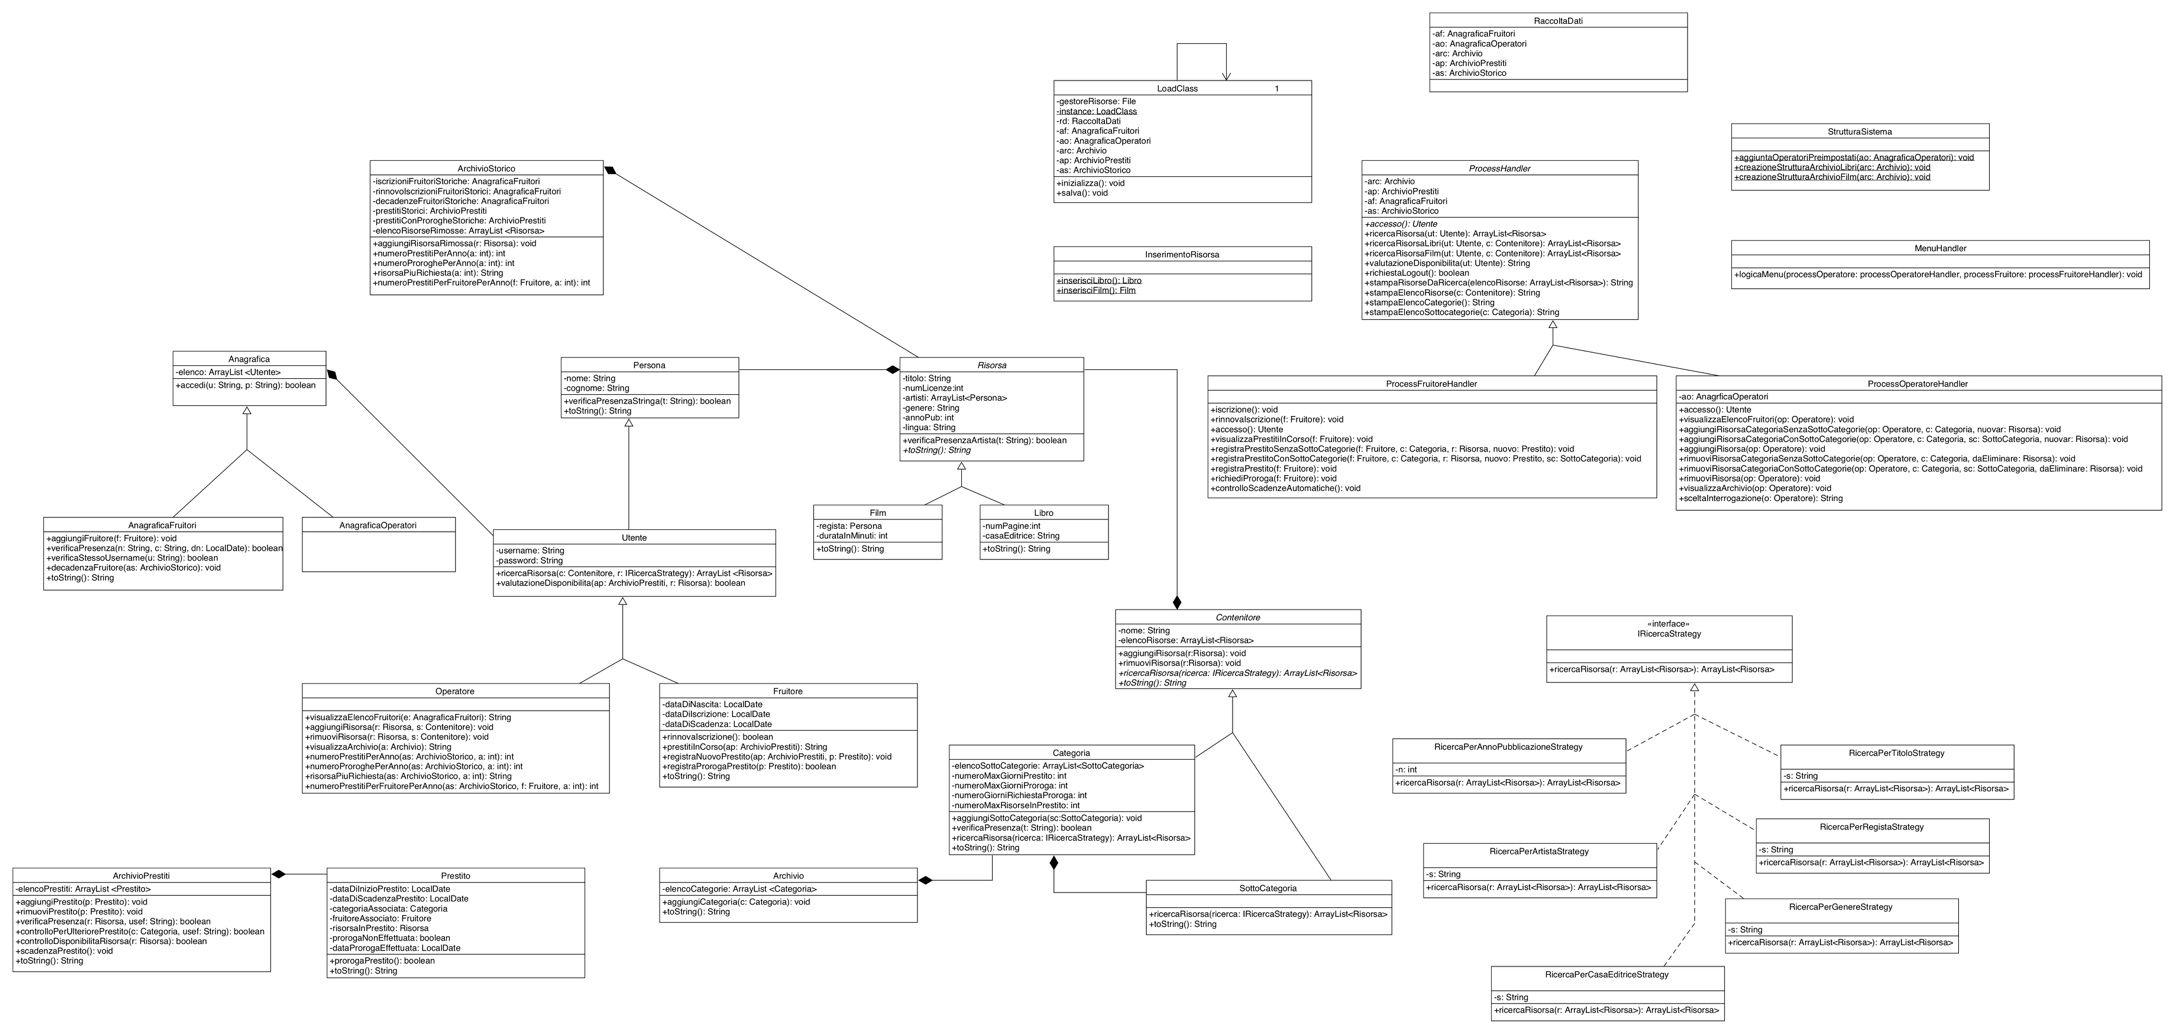 RaccoltaDati
-af: AnagraficaFruitori
-ao: AnagraficaOperatori
-arc: Archivio
-ap: ArchivioPrestiti
-as: ArchivioStorico
LoadClass 1
-gestoreRisorse: File
-instance: LoadClass
-rd: RaccoltaDati
-af: AnagraficaFruitori
-ao: AnagraficaOperatori
-arc: Archivio
-ap: ArchivioPrestiti
-as: ArchivioStorico
+inizializza(): void
+salva(): void
StrutturaSistema
+aggiuntaOperatoriPreimpostati(ao: AnagraficaOperatori): void
+creazioneStrutturaArchivioLibri(arc: Archivio): void
+creazioneStrutturaArchivioFilm(arc: Archivio): void
ArchivioStorico
-iscrizioniFruitoriStoriche: AnagraficaFruitori
-rinnovoIscrizioniFruitoriStorici: AnagraficaFruitori
-decadenzeFruitoriStoriche: AnagraficaFruitori
-prestitiStorici: ArchivioPrestiti
-prestitiConProrogheStoriche: ArchivioPrestiti
-elencoRisorseRimosse: ArrayList <Risorsa>
+aggiungiRisorsaRimossa(r: Risorsa): void
+numeroPrestitiPerAnno(a: int): int
+numeroProroghePerAnno(a: int): int
+risorsaPiuRichiesta(a: int): String
+numeroPrestitiPerFruitorePerAnno(f: Fruitore, a: int): int
ProcessHandler
-arc: Archivio
-ap: ArchivioPrestiti
-af: AnagraficaFruitori
-as: ArchivioStorico
+accesso(): Utente
+ricercaRisorsa(ut: Utente): ArrayList<Risorsa>
+ricercaRisorsaLibri(ut: Utente, c: Contenitore): ArrayList<Risorsa>
+ricercaRisorsaFilm(ut: Utente, c: Contenitore): ArrayList<Risorsa>
+valutazioneDisponibilita(ut: Utente): String
+richiestaLogout(): boolean
+stampaRisorseDaRicerca(elencoRisorse: ArrayList<Risorsa>): String
+stampaElencoRisorse(c: Contenitore): String
+stampaElencoCategorie(): String
+stampaElencoSottocategorie(c: Categoria): String
MenuHandler
+logicaMenu(processOperatore: processOperatoreHandler, processFruitore: processFruitoreHandler): void
InserimentoRisorsa
+inserisciLibro(): Libro
+inserisciFilm(): Film
Anagrafica
-elenco: ArrayList <Utente>
+accedi(u: String, p: String): boolean
Persona
-nome: String
-cognome: String
+verificaPresenzaStringa(t: String): boolean
+toString(): String
Risorsa
-titolo: String
-numLicenze:int
-artisti: ArrayList<Persona>
-genere: String
-annoPub: int
-lingua: String
+verificaPresenzaArtista(t: String): boolean
+toString(): String
ProcessFruitoreHandler
+iscrizione(): void
+rinnovaIscrizione(f: Fruitore): void
+accesso(): Utente
+visualizzaPrestitiInCorso(f: Fruitore): void
+registraPrestitoSenzaSottoCategorie(f: Fruitore, c: Categoria, r: Risorsa, nuovo: Prestito): void
+registraPrestitoConSottoCategorie(f: Fruitore, c: Categoria, r: Risorsa, nuovo: Prestito, sc: SottoCategoria): void
+registraPrestito(f: Fruitore): void
+richiediProroga(f: Fruitore): void
+controlloScadenzeAutomatiche(): void
ProcessOperatoreHandler
-ao: AnagrficaOperatori
+accesso(): Utente
+visualizzaElencoFruitori(op: Operatore): void
+aggiungiRisorsaCategoriaSenzaSottoCategorie(op: Operatore, c: Categoria, nuovar: Risorsa): void
+aggiungiRisorsaCategoriaConSottoCategorie(op: Operatore, c: Categoria, sc: SottoCategoria, nuovar: Risorsa): void
+aggiungiRisorsa(op: Operatore): void
+rimuoviRisorsaCategoriaSenzaSottoCategorie(op: Operatore, c: Categoria, daEliminare: Risorsa): void
+rimuoviRisorsaCategoriaConSottoCategorie(op: Operatore, c: Categoria, sc: SottoCategoria, daEliminare: Risorsa): void
+rimuoviRisorsa(op: Operatore): void
+visualizzaArchivio(op: Operatore): void
+sceltaInterrogazione(o: Operatore): String
AnagraficaFruitori
+aggiungiFruitore(f: Fruitore): void
+verificaPresenza(n: String, c: String, dn: LocalDate): boolean
+verificaStessoUsername(u: String): boolean
+decadenzaFruitore(as: ArchivioStorico): void
+toString(): String
AnagraficaOperatori
Utente
-username: String
-password: String
+ricercaRisorsa(c: Contenitore, r: IRicercaStrategy): ArrayList <Risorsa>
+valutazioneDisponibilita(ap: ArchivioPrestiti, r: Risorsa): boolean
Film
-regista: Persona
-durataInMinuti: int
+toString(): String
Libro
-numPagine:int
-casaEditrice: String
+toString(): String
Contenitore
-nome: String
-elencoRisorse: ArrayList<Risorsa>
+aggiungiRisorsa(r:Risorsa): void
+rimuoviRisorsa(r:Risorsa): void
+ricercaRisorsa(ricerca: IRicercaStrategy): ArrayList<Risorsa>
+toString(): String
«interface»
IRicercaStrategy
+ricercaRisorsa(r: ArrayList<Risorsa>): ArrayList<Risorsa>
Operatore
+visualizzaElencoFruitori(e: AnagraficaFruitori): String
+aggiungiRisorsa(r: Risorsa, s: Contenitore): void
+rimuoviRisorsa(r: Risorsa, s: Contenitore): void
+visualizzaArchivio(a: Archivio): String
+numeroPrestitiPerAnno(as: ArchivioStorico, a: int): int
+numeroProroghePerAnno(as: ArchivioStorico, a: int): int
+risorsaPiuRichiesta(as: ArchivioStorico, a: int): String
+numeroPrestitiPerFruitorePerAnno(as: ArchivioStorico, f: Fruitore, a: int): int
Fruitore
-dataDiNascita: LocalDate
-dataDiIscrizione: LocalDate
-dataDiScadenza: LocalDate
+rinnovaIscrizione(): boolean
+prestitiInCorso(ap: ArchivioPrestiti): String
+registraNuovoPrestito(ap: ArchivioPrestiti, p: Prestito): void
+registraProrogaPrestito(p: Prestito): boolean
+toString(): String
Categoria
-elencoSottoCategorie: ArrayList<SottoCategoria>
-numeroMaxGiorniPrestito: int
-numeroMaxGiorniProroga: int
-numeroGiorniRichiestaProroga: int
-numeroMaxRisorseInPrestito: int
+aggiungiSottoCategoria(sc:SottoCategoria): void
+verificaPresenza(t: String): boolean
+ricercaRisorsa(ricerca: IRicercaStrategy): ArrayList<Risorsa>
+toString(): String
RicercaPerAnnoPubblicazioneStrategy
-n: int
+ricercaRisorsa(r: ArrayList<Risorsa>): ArrayList<Risorsa>
RicercaPerTitoloStrategy
-s: String
+ricercaRisorsa(r: ArrayList<Risorsa>): ArrayList<Risorsa>
RicercaPerRegistaStrategy
-s: String
+ricercaRisorsa(r: ArrayList<Risorsa>): ArrayList<Risorsa>
RicercaPerArtistaStrategy
-s: String
+ricercaRisorsa(r: ArrayList<Risorsa>): ArrayList<Risorsa>
ArchivioPrestiti
-elencoPrestiti: ArrayList <Prestito>
+aggiungiPrestito(p: Prestito): void
+rimuoviPrestito(p: Prestito): void
+verificaPresenza(r: Risorsa, usef: String): boolean
+controlloPerUlteriorePrestito(c: Categoria, usef: String): boolean
+controlloDisponibilitaRisorsa(r: Risorsa): boolean
+scadenzaPrestito(): void
+toString(): String
Prestito
-dataDiInizioPrestito: LocalDate
-dataDiScadenzaPrestito: LocalDate
-categoriaAssociata: Categoria
-fruitoreAssociato: Fruitore
-risorsaInPrestito: Risorsa
-prorogaNonEffettuata: boolean
-dataProrogaEffettuata: LocalDate
+prorogaPrestito(): boolean
+toString(): String
Archivio
-elencoCategorie: ArrayList <Categoria>
+aggiungiCategoria(c: Categoria): void
+toString(): String
SottoCategoria
+ricercaRisorsa(ricerca: IRicercaStrategy): ArrayList<Risorsa>
+toString(): String
RicercaPerGenereStrategy
-s: String
+ricercaRisorsa(r: ArrayList<Risorsa>): ArrayList<Risorsa>
RicercaPerCasaEditriceStrategy
-s: String
+ricercaRisorsa(r: ArrayList<Risorsa>): ArrayList<Risorsa>